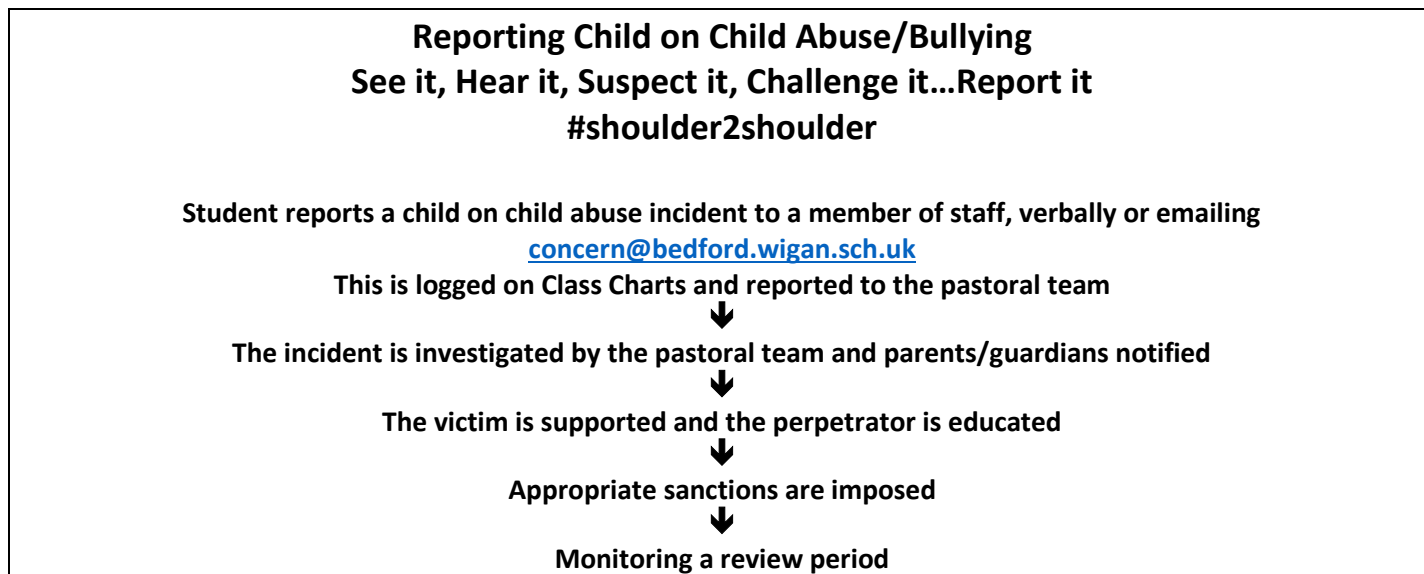 Reporting Child on Child Abuse/Bullying
See it, Hear it, Suspect it, Challenge it…Report it
#shoulder2shoulder
Student reports a child on child abuse incident to a member of staff, verbally or emailing
concern@bedford.wigan.sch.uk
This is logged on Class Charts and reported to the pastoral team
↓
The incident is investigated by the pastoral team and parents/guardians notified
↓
The victim is supported and the perpetrator is educated
↓
Appropriate sanctions are imposed
↓
Monitoring a review period